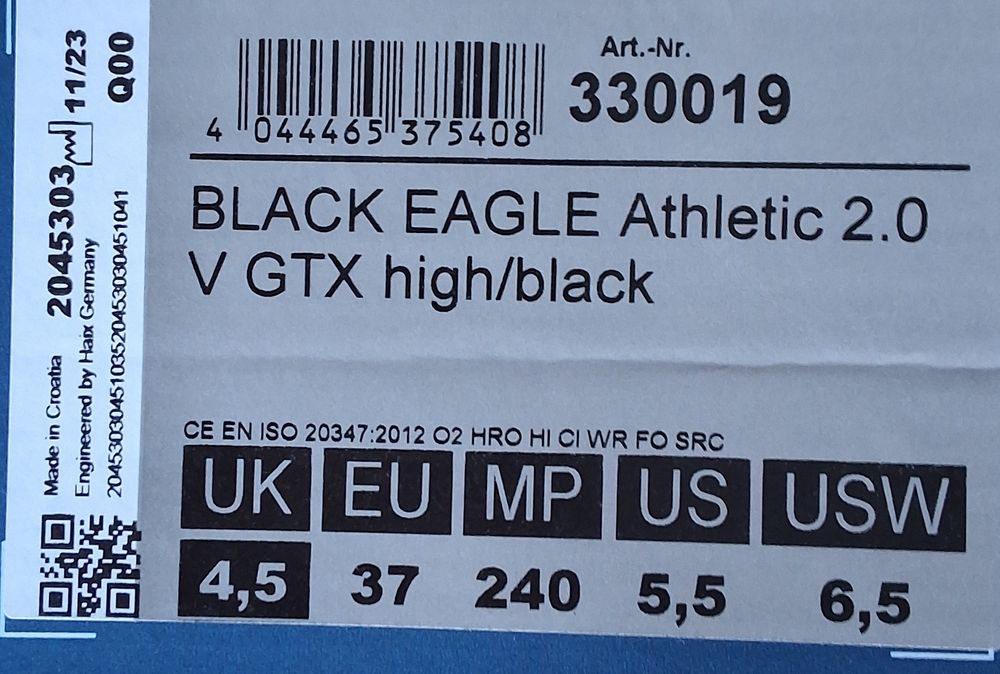 Art.-Nr.
330019
4 044465 375408
BLACK EAGLE Athletic 2.0
V GTX high/black
CE EN ISO 20347:2012 O2 HRO HI CI WR FO SRC
UK EU MP US USW
4,5 37 240 5,5 6,5
Made in Croatia 2045303 11/23
Engineered by Haix Germany Q00
2045303045103520453030451041